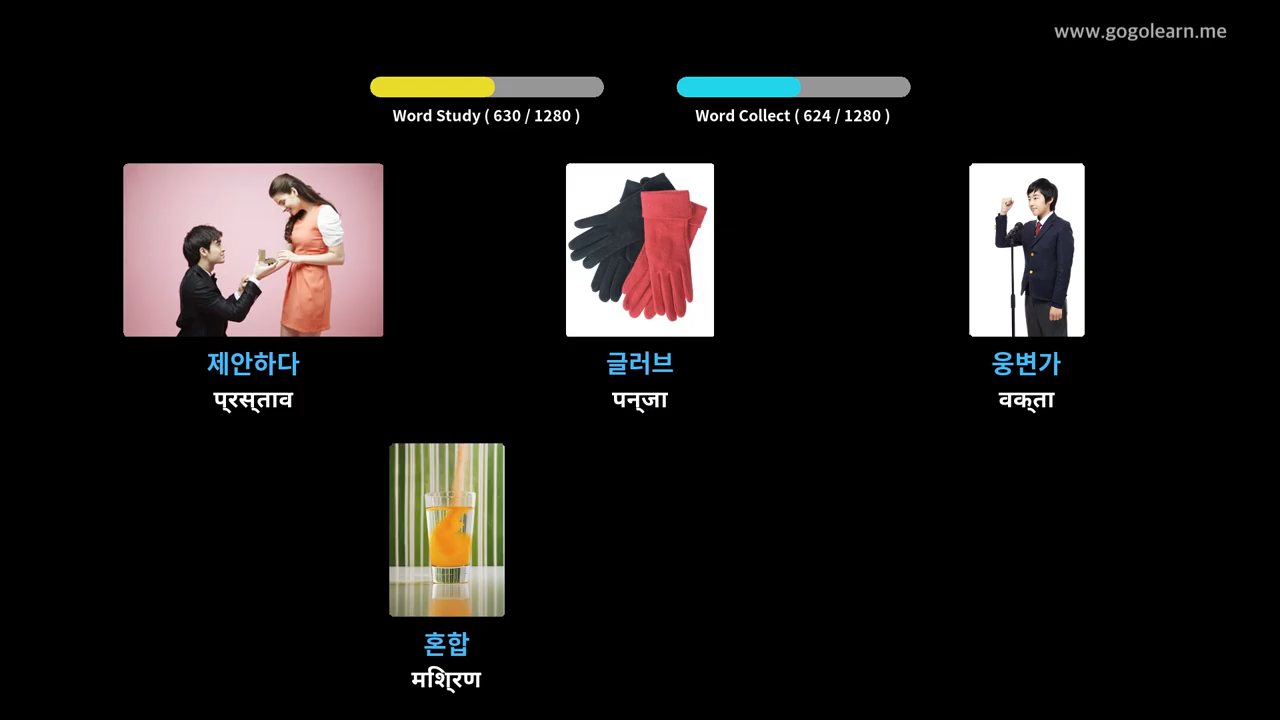 www.gogolearn.me
Word Study ( 630 / 1280 )
Word Collect ( 624 / 1280 )
제안하다
प्रस्ताव
글러브
पन्जा
웅변가
वक्ता
혼합
मश्रिण